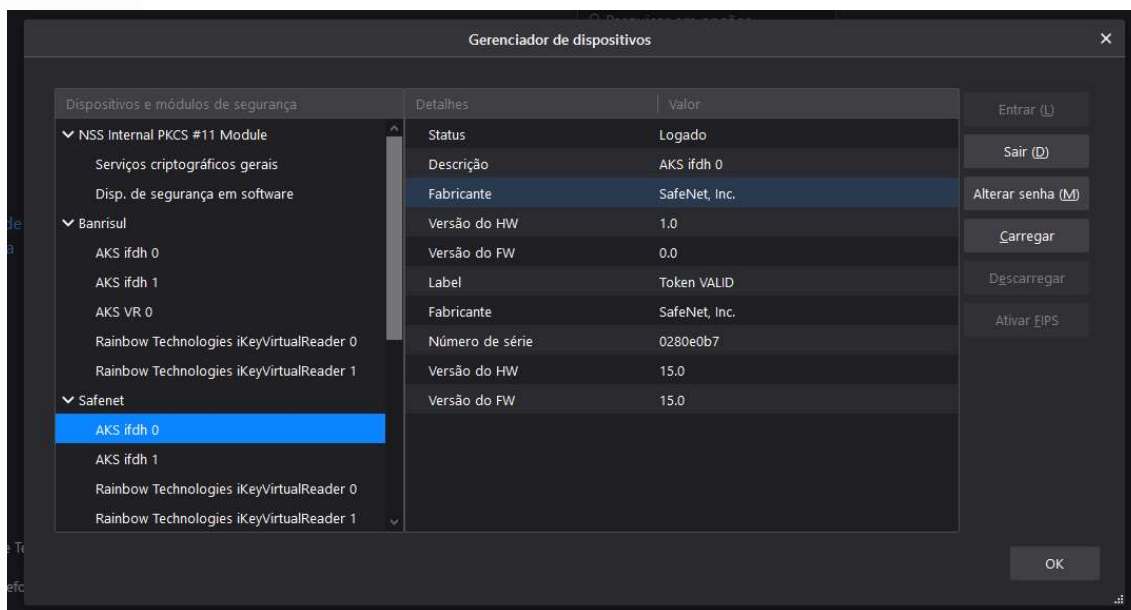 Pesquisar em opções
Gerenciador de dispositivos
Dispositivos e módulos de segurança
NSS Internal PKCS #11 Module
Serviços criptográficos gerais
Disp. de segurança em software
Banrisul
AKS ifdh 0
AKS ifdh 1
AKS VR 0
Rainbow Technologies iKeyVirtualReader 0
Rainbow Technologies iKeyVirtualReader 1
Safenet
AKS ifdh 0
AKS ifdh 1
Rainbow Technologies iKeyVirtualReader 0
Rainbow Technologies iKeyVirtualReader 1
Detalhes Valor
Status Logado
Descrição AKS ifdh 0
Fabricante SafeNet, Inc.
Versão do HW 1.0
Versão do FW 0.0
Label Token VALID
Fabricante SafeNet, Inc.
Número de série 0280e0b7
Versão do HW 15.0
Versão do FW 15.0
Entrar (L)
Sair (D)
Alterar senha (M)
Carregar
Descarregar
Ativar FIPS
OK
de
a